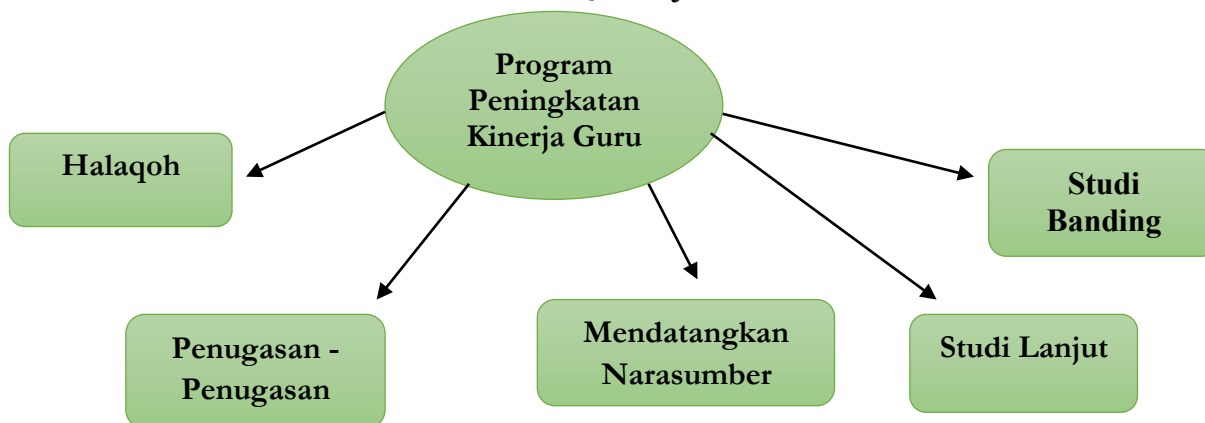 Program
Peningkatan
Kinerja Guru
Halaqoh
Studi
Banding
Penugasan -
Penugasan
Mendatangkan
Narasumber
Studi Lanjut